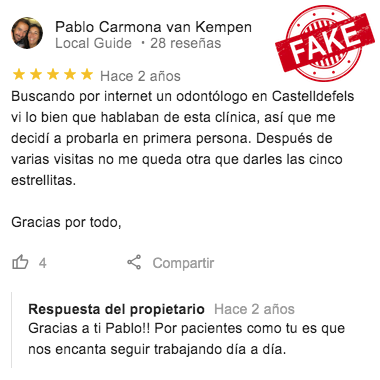 Pablo Carmona van Kempen
Local Guide · 28 reseñas
FAKE
Hace 2 años
Buscando por internet un odontólogo en Castelldefels
vi lo bien que hablaban de esta clínica, así que me
decidí a probarla en primera persona. Después de
varias visitas no me queda otra que darles las cinco
estrellitas.
Gracias por todo,
4 Compartir
Respuesta del propietario Hace 2 años
Gracias a ti Pablo!! Por pacientes como tu es que
nos encanta seguir trabajando día a día.